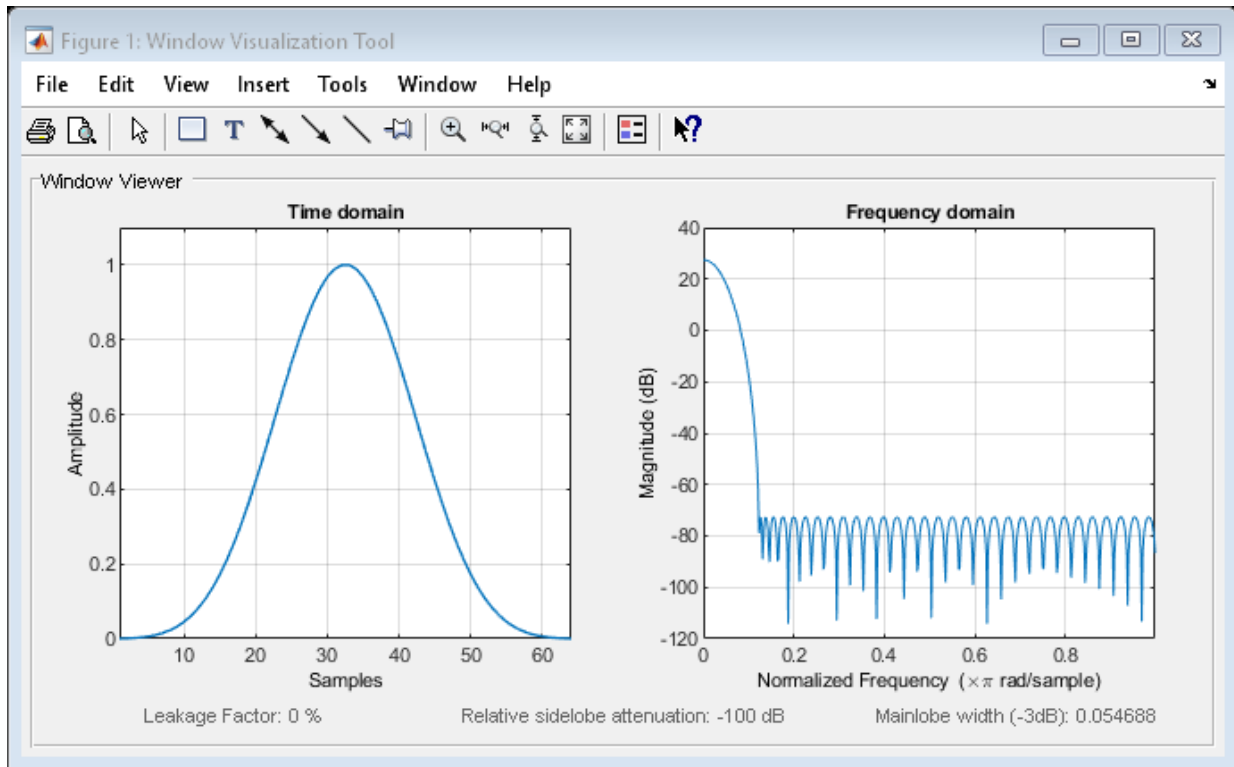 Figure 1: Window Visualization Tool
File Edit View Insert Tools Window Help
T
?
Window Viewer
Time domain
Amplitude
1
0.8
0.6
0.4
0.2
0
10 20 30 40 50 60
Samples
Frequency domain
Magnitude (dB)
40
20
0
-20
-40
-60
-80
-100
-120
0 0.2 0.4 0.6 0.8
Normalized Frequency (×π rad/sample)
Leakage Factor: 0 % Relative sidelobe attenuation: -100 dB Mainlobe width (-3dB): 0.054688